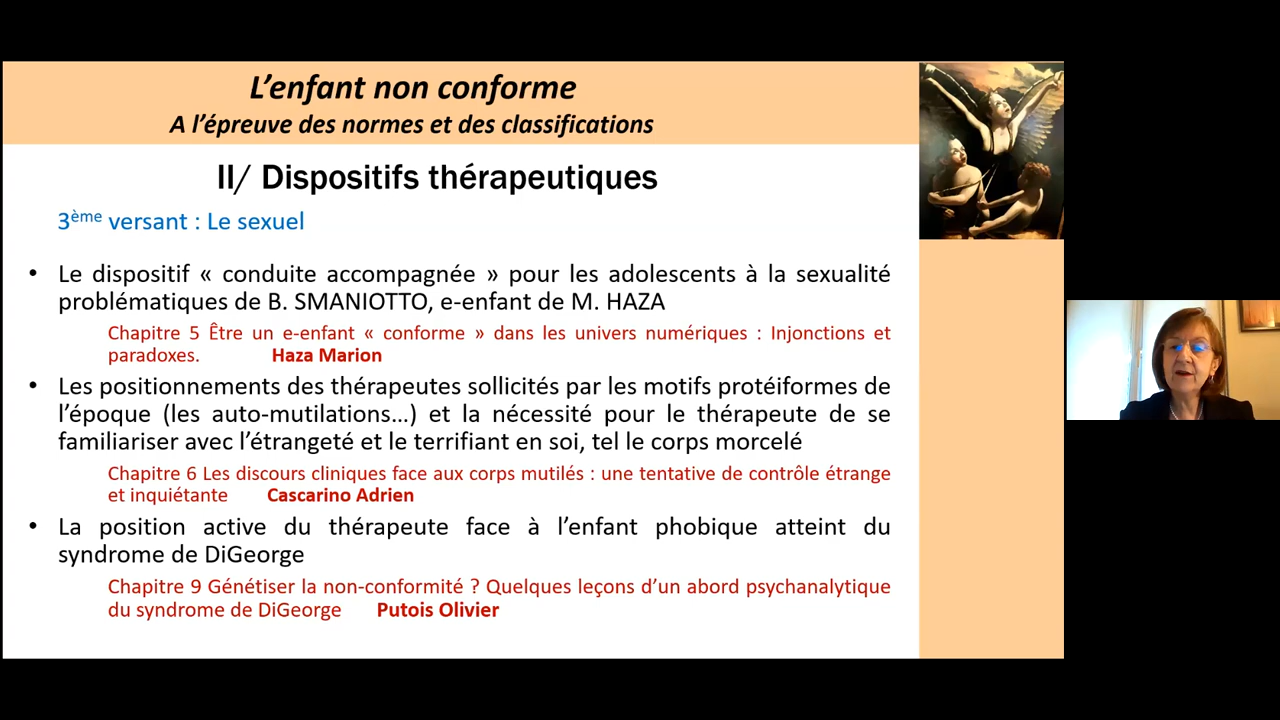 L'enfant non conforme
A l'épreuve des normes et des classifications
II/ Dispositifs thérapeutiques
3ème versant : Le sexuel
• Le dispositif « conduite accompagnée » pour les adolescents à la sexualité
problématiques de B. SMANIOTTO, e-enfant de M. HAZA
Chapitre 5 Être un e-enfant « conforme » dans les univers numériques : Injonctions et
paradoxes. Haza Marion
• Les positionnements des thérapeutes sollicités par les motifs protéiformes de
l'époque (les auto-mutilations…) et la nécessité pour le thérapeute de se
familiariser avec l'étrangeté et le terrifiant en soi, tel le corps morcelé
Chapitre 6 Les discours cliniques face aux corps mutilés : une tentative de contrôle étrange
et inquiétante Cascarino Adrien
• La position active du thérapeute face à l'enfant phobique atteint du
syndrome de DiGeorge
Chapitre 9 Génétiser la non-conformité ? Quelques leçons d'un abord psychanalytique
du syndrome de DiGeorge Putois Olivier